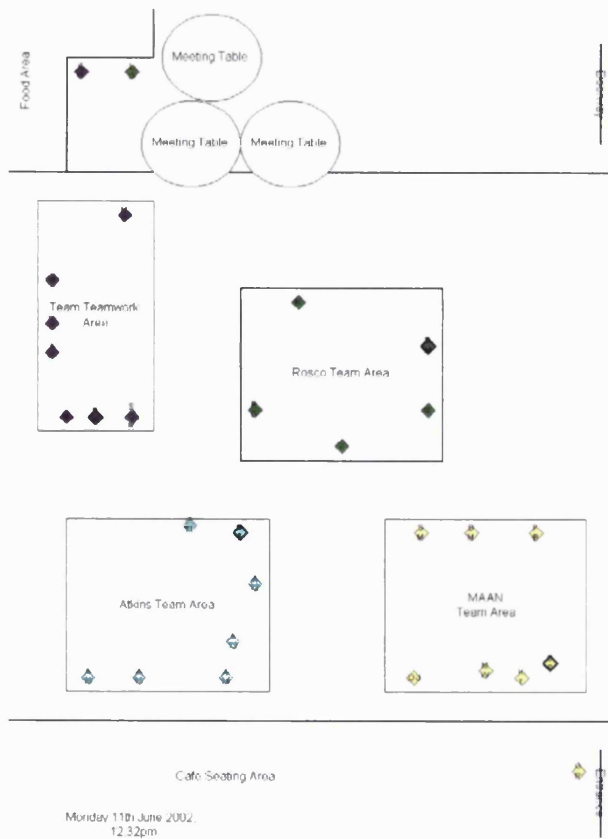 Food Area
Meeting Table
Doorway
Meeting Table
Meeting Table
Team Teamwork
Area
Rosco Team Area
Atkins Team Area
MAAN
Team Area
Cafe Seating Area
Monday 11th June 2002,
12.32pm